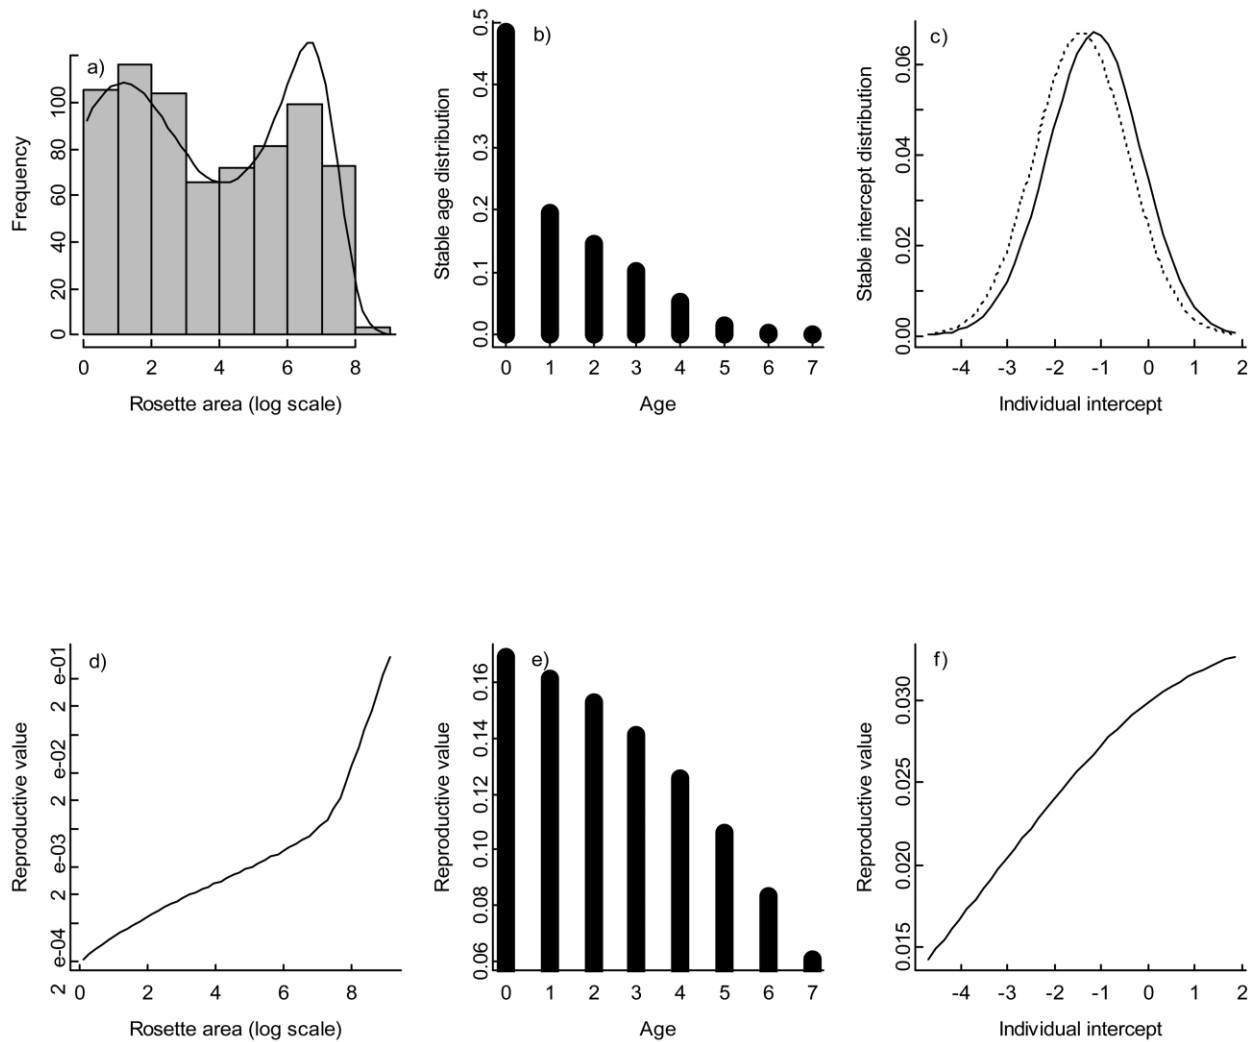 a)
Frequency
0 20 40 60 80 100
0 2 4 6 8
Rosette area (log scale)
b)
Stable age distribution
0.0 0.1 0.2 0.3 0.4 0.5
0 1 2 3 4 5 6 7
Age
c)
Stable intercept distribution
0.00 0.02 0.04 0.06
-4 -3 -2 -1 0 1 2
Individual intercept
d)
Reproductive value
2 e-04 2 e-03 2 e-02 2 e-01
0 2 4 6 8
Rosette area (log scale)
e)
Reproductive value
0.06 0.08 0.10 0.12 0.14 0.16
0 1 2 3 4 5 6 7
Age
f)
Reproductive value
0.015 0.020 0.025 0.030
-4 -3 -2 -1 0 1 2
Individual intercept